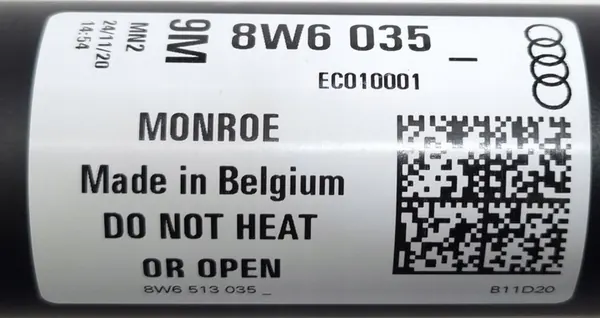 14:54
24/11/20
MN2
9M
8W6 035 _
EC010001
MONROE
Made in Belgium
DO NOT HEAT
OR OPEN
8W6 513 035 _
B11D20